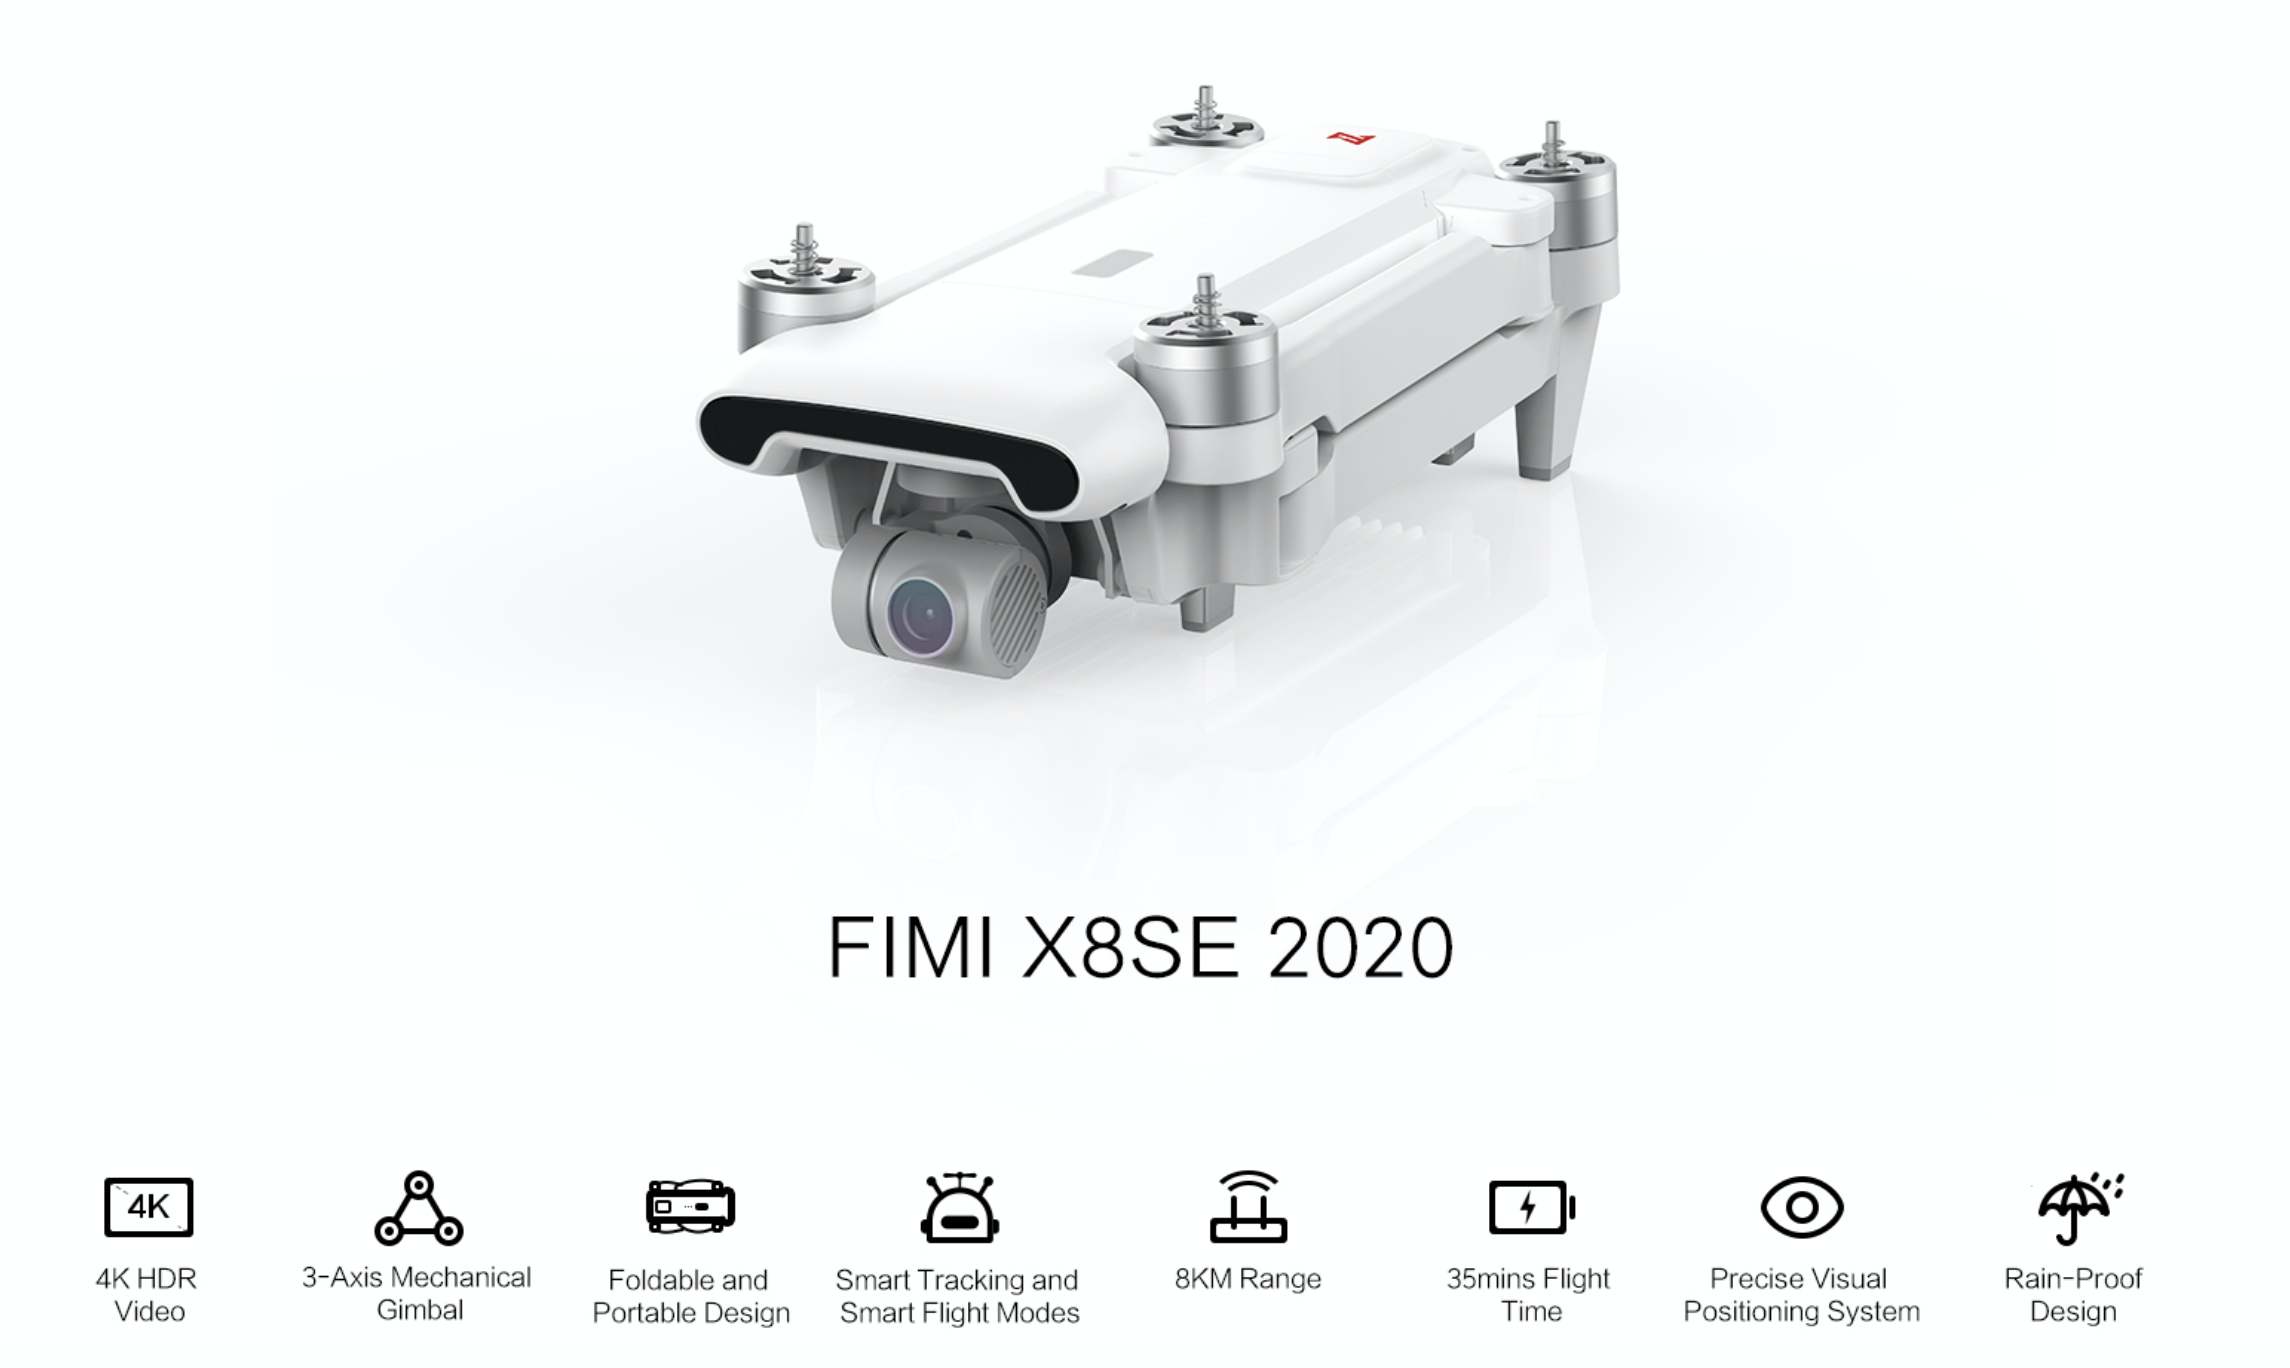 FIMI X8SE 2020
4K
4K HDR
Video
3-Axis Mechanical
Gimbal
Foldable and
Portable Design
Smart Tracking and
Smart Flight Modes
8KM Range
35mins Flight
Time
Precise Visual
Positioning System
Rain-Proof
Design